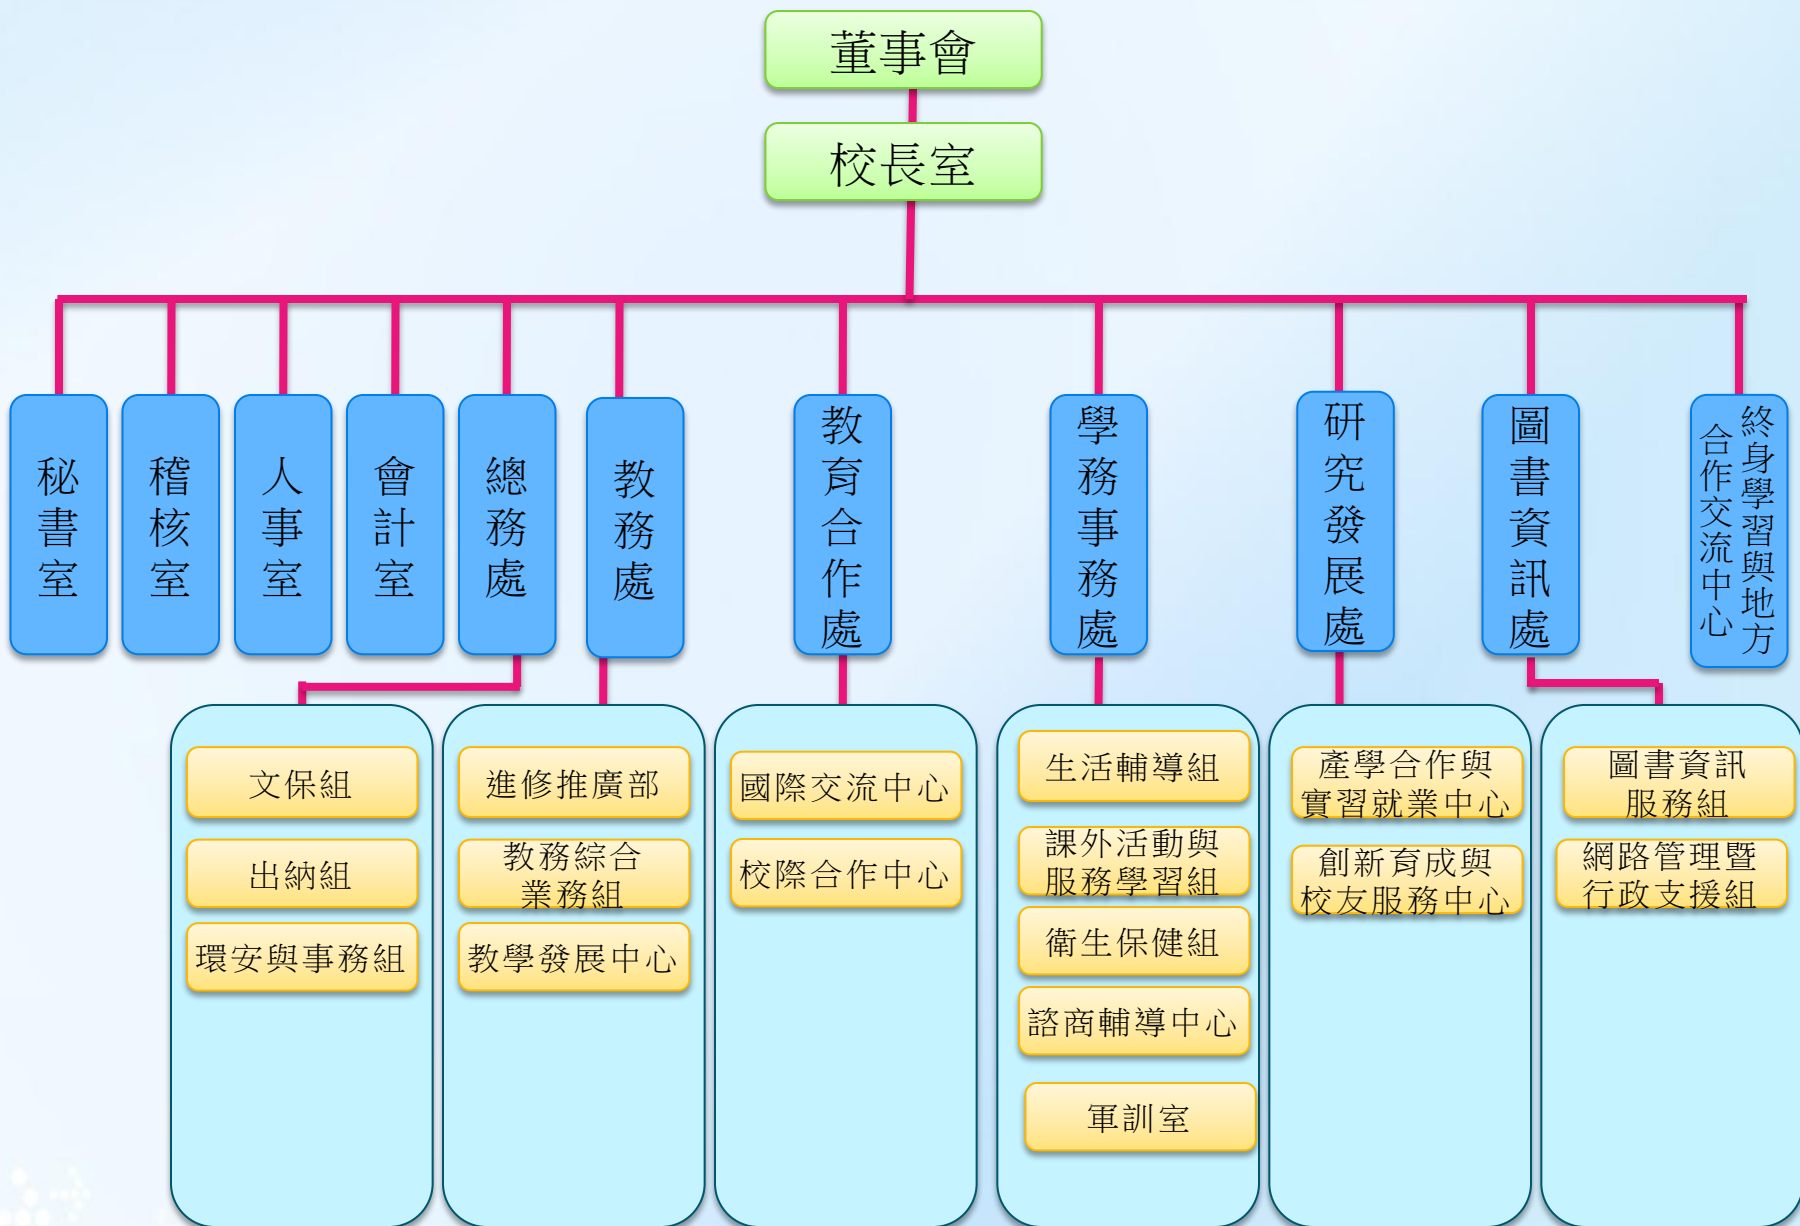 董事會
校長室
秘書室
稽核室
人事室
會計室
總務處
教務處
教育合作處
學務事務處
研究發展處
圖書資訊處
終身學習與地方
合作交流中心
文保組
出納組
環安與事務組
進修推廣部
教務綜合
業務組
教學發展中心
國際交流中心
校際合作中心
生活輔導組
課外活動與
服務學習組
衛生保健組
諮商輔導中心
軍訓室
產學合作與
實習就業中心
創新育成與
校友服務中心
圖書資訊
服務組
網路管理暨
行政支援組